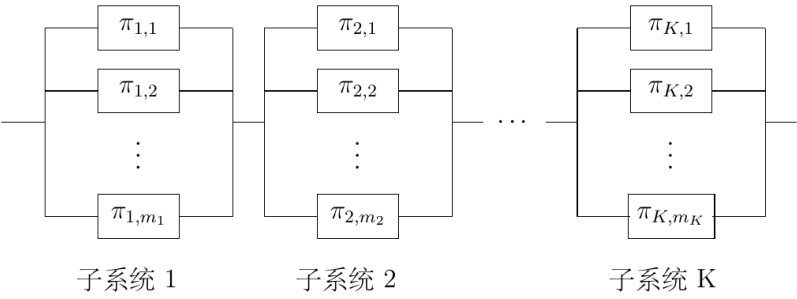 π1,1 π2,1 πK,1
π1,2 π2,2 πK,2
⋮ ⋮ ··· ⋮
π1,m1 π2,m2 πK,mK
子系统 1 子系统 2 子系统 K